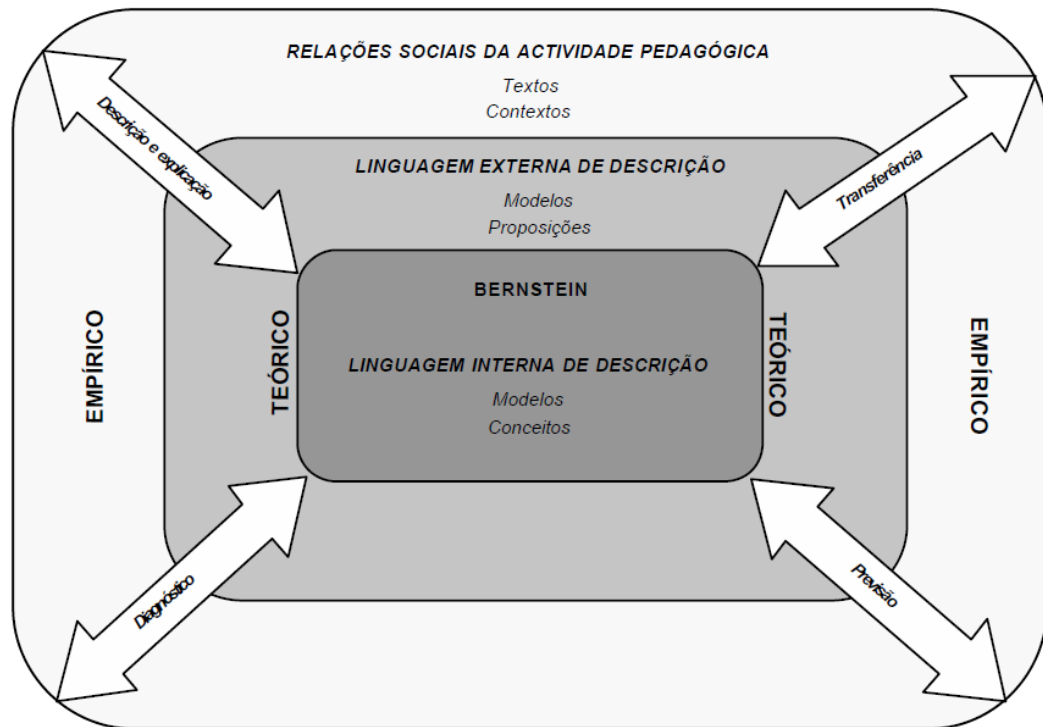 RELAÇÕES SOCIAIS DA ACTIVIDADE PEDAGÓGICA
Textos
Contextos
Descrição e explicação
Transferência
LINGUAGEM EXTERNA DE DESCRIÇÃO
Modelos
Proposições
BERNSTEIN
EMPÍRICO
TEÓRICO
LINGUAGEM INTERNA DE DESCRIÇÃO
Modelos
Conceitos
TEÓRICO
EMPÍRICO
Diagnóstico
Previsão